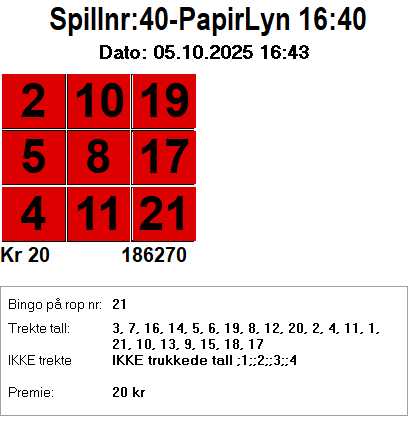 Spillnr:40-PapirLyn 16:40
Dato: 05.10.2025 16:43
2 10 19
5 8 17
4 11 21
Kr 20 186270
Bingo på rop nr: 21
Trekte tall: 3, 7, 16, 14, 5, 6, 19, 8, 12, 20, 2, 4, 11, 1,
21, 10, 13, 9, 15, 18, 17
IKKE trekte IKKE trukkede tall ;1;;2;;3;;4
Premie: 20 kr